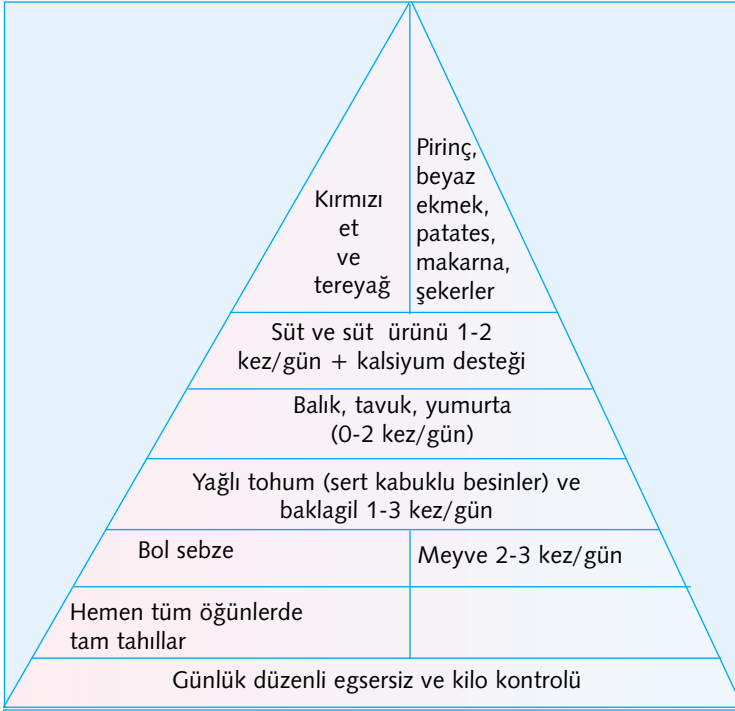 Kırmızı
et
ve
tereyağ
Pirinç,
beyaz
ekmek,
patates,
makarna,
şekerler
Süt ve süt ürünü 1-2
kez/gün + kalsiyum desteği
Balık, tavuk, yumurta
(0-2 kez/gün)
Yağlı tohum (sert kabuklu besinler) ve
baklagil 1-3 kez/gün
Bol sebze
Meyve 2-3 kez/gün
Hemen tüm öğünlerde
tam tahıllar
Günlük düzenli egsersiz ve kilo kontrolü